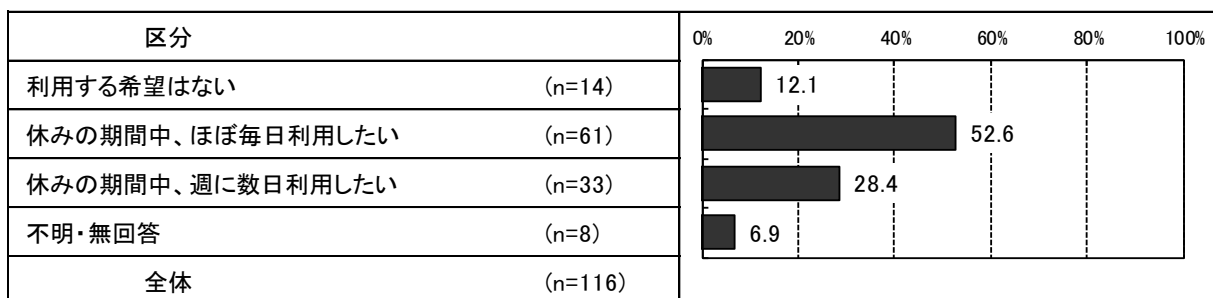 区分 0% 20% 40% 60% 80% 100%
利用する希望はない (n=14) 12.1
休みの期間中、ほぼ毎日利用したい (n=61) 52.6
休みの期間中、週に数日利用したい (n=33) 28.4
不明・無回答 (n=8) 6.9
全体 (n=116)